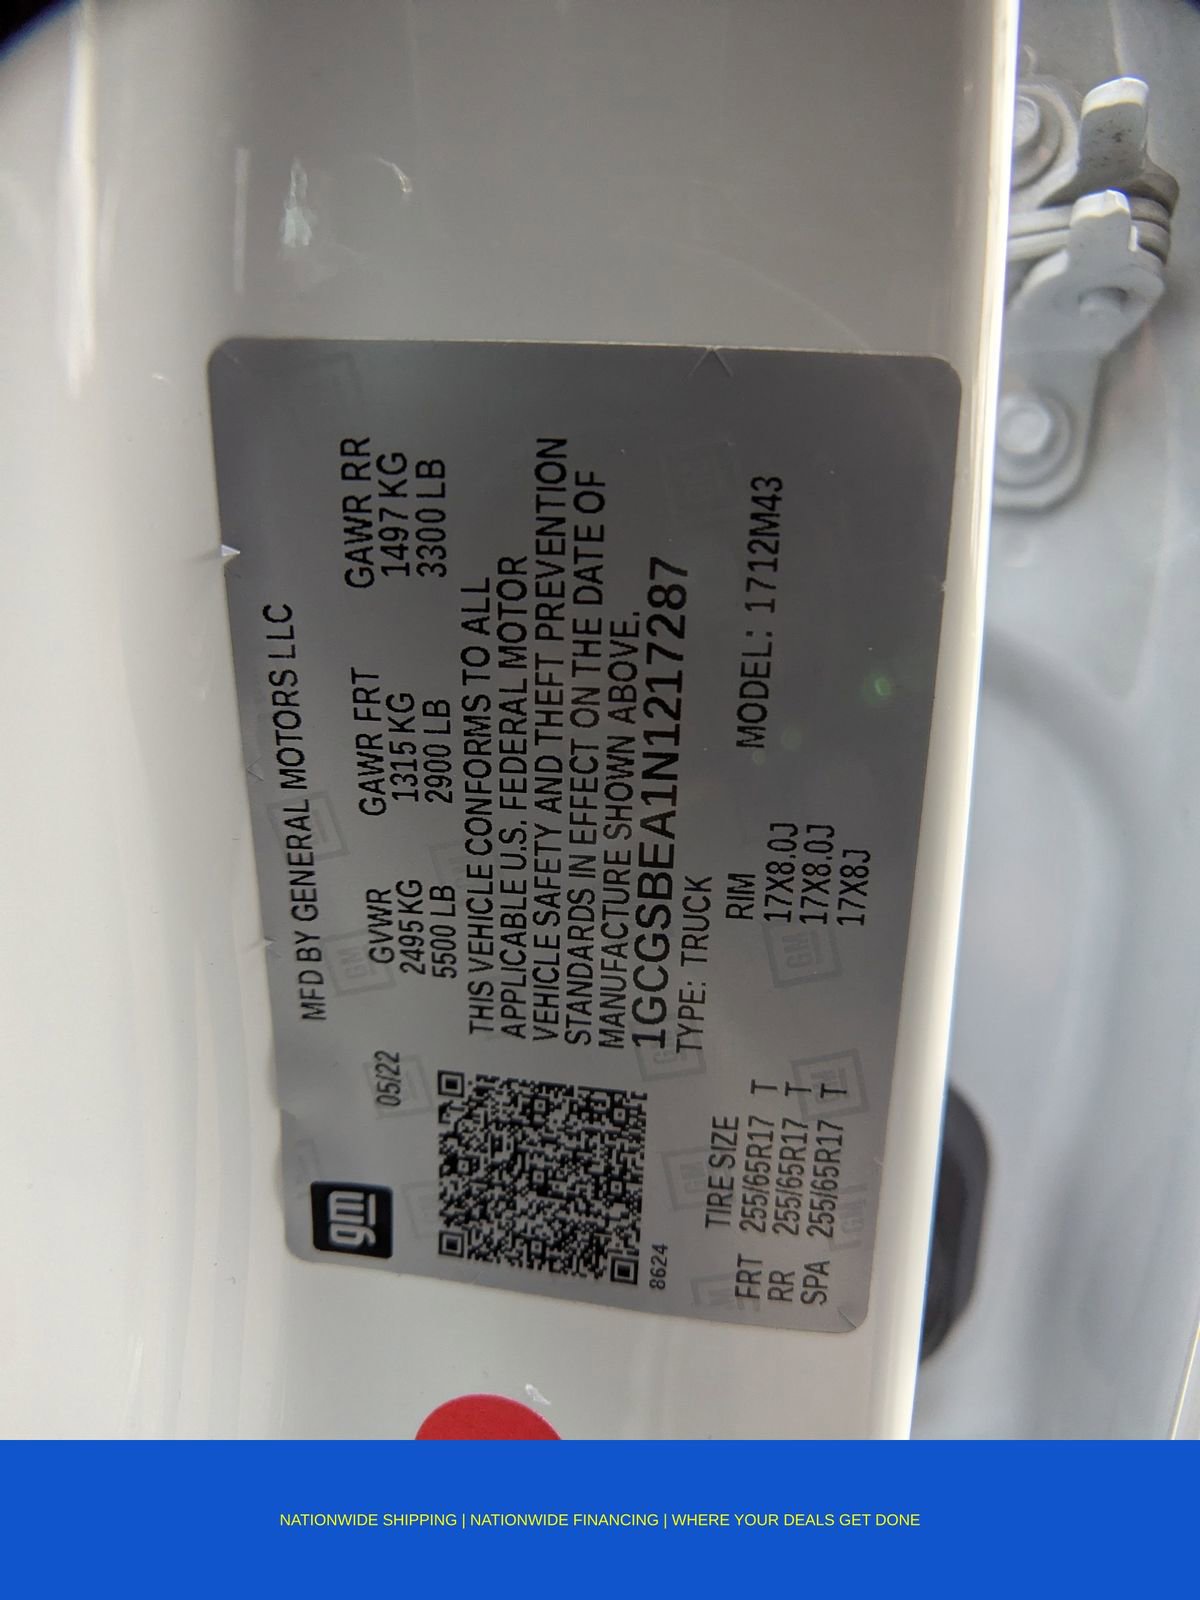 MFD BY GENERAL MOTORS LLC
gm
05/22
GVWR GAWR FRT GAWR RR
2495 KG 1315 KG 1497 KG
5500 LB 2900 LB 3300 LB
THIS VEHICLE CONFORMS TO ALL
APPLICABLE U.S. FEDERAL MOTOR
VEHICLE SAFETY AND THEFT PREVENTION
STANDARDS IN EFFECT ON THE DATE OF
MANUFACTURE SHOWN ABOVE.
1GCGSBEA1N1217287
8624
TYPE: TRUCK
TIRE SIZE RIM MODEL: 1712M43
FRT 255/65R17 T 17X8.0J
RR 255/65R17 T 17X8.0J
SPA 255/65R17 T 17X8J
NATIONWIDE SHIPPING | NATIONWIDE FINANCING | WHERE YOUR DEALS GET DONE